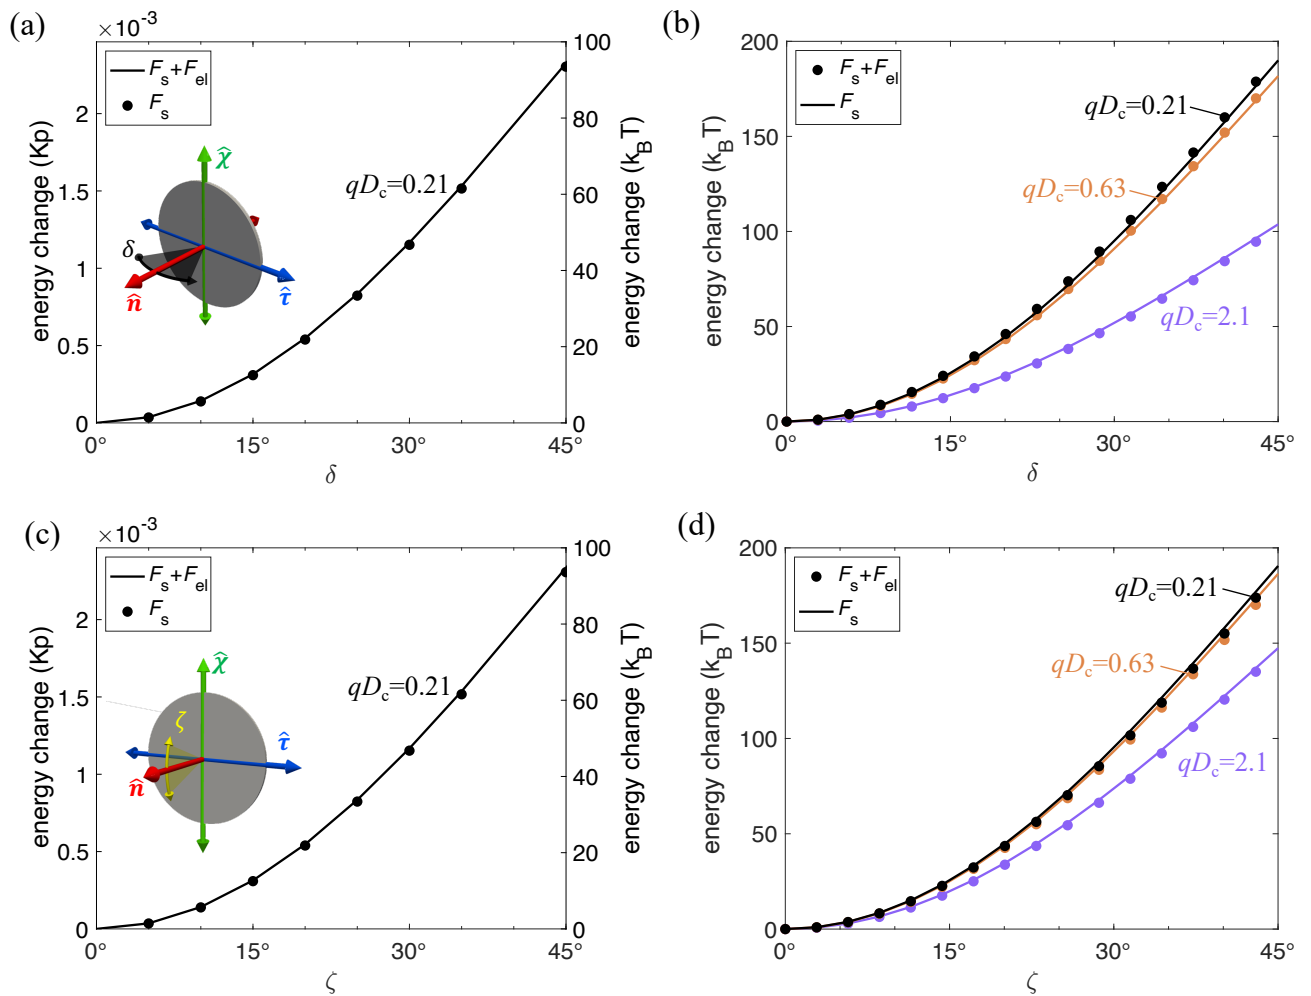 (a)
×10⁻³
energy change (Kp)
0
0.5
1
1.5
2
F_s+F_el
F_s
χ̂
δ
n̂
τ̂
qD_c=0.21
0°
15°
30°
45°
δ
0
20
40
60
80
100
energy change (k_BT)
(b)
energy change (k_BT)
0
50
100
150
200
F_s+F_el
F_s
qD_c=0.21
qD_c=0.63
qD_c=2.1
0°
15°
30°
45°
δ
(c)
×10⁻³
energy change (Kp)
0
0.5
1
1.5
2
F_s+F_el
F_s
χ̂
ζ
n̂
τ̂
qD_c=0.21
0°
15°
30°
45°
ζ
0
20
40
60
80
100
energy change (k_BT)
(d)
energy change (k_BT)
0
50
100
150
200
F_s+F_el
F_s
qD_c=0.21
qD_c=0.63
qD_c=2.1
0°
15°
30°
45°
ζ